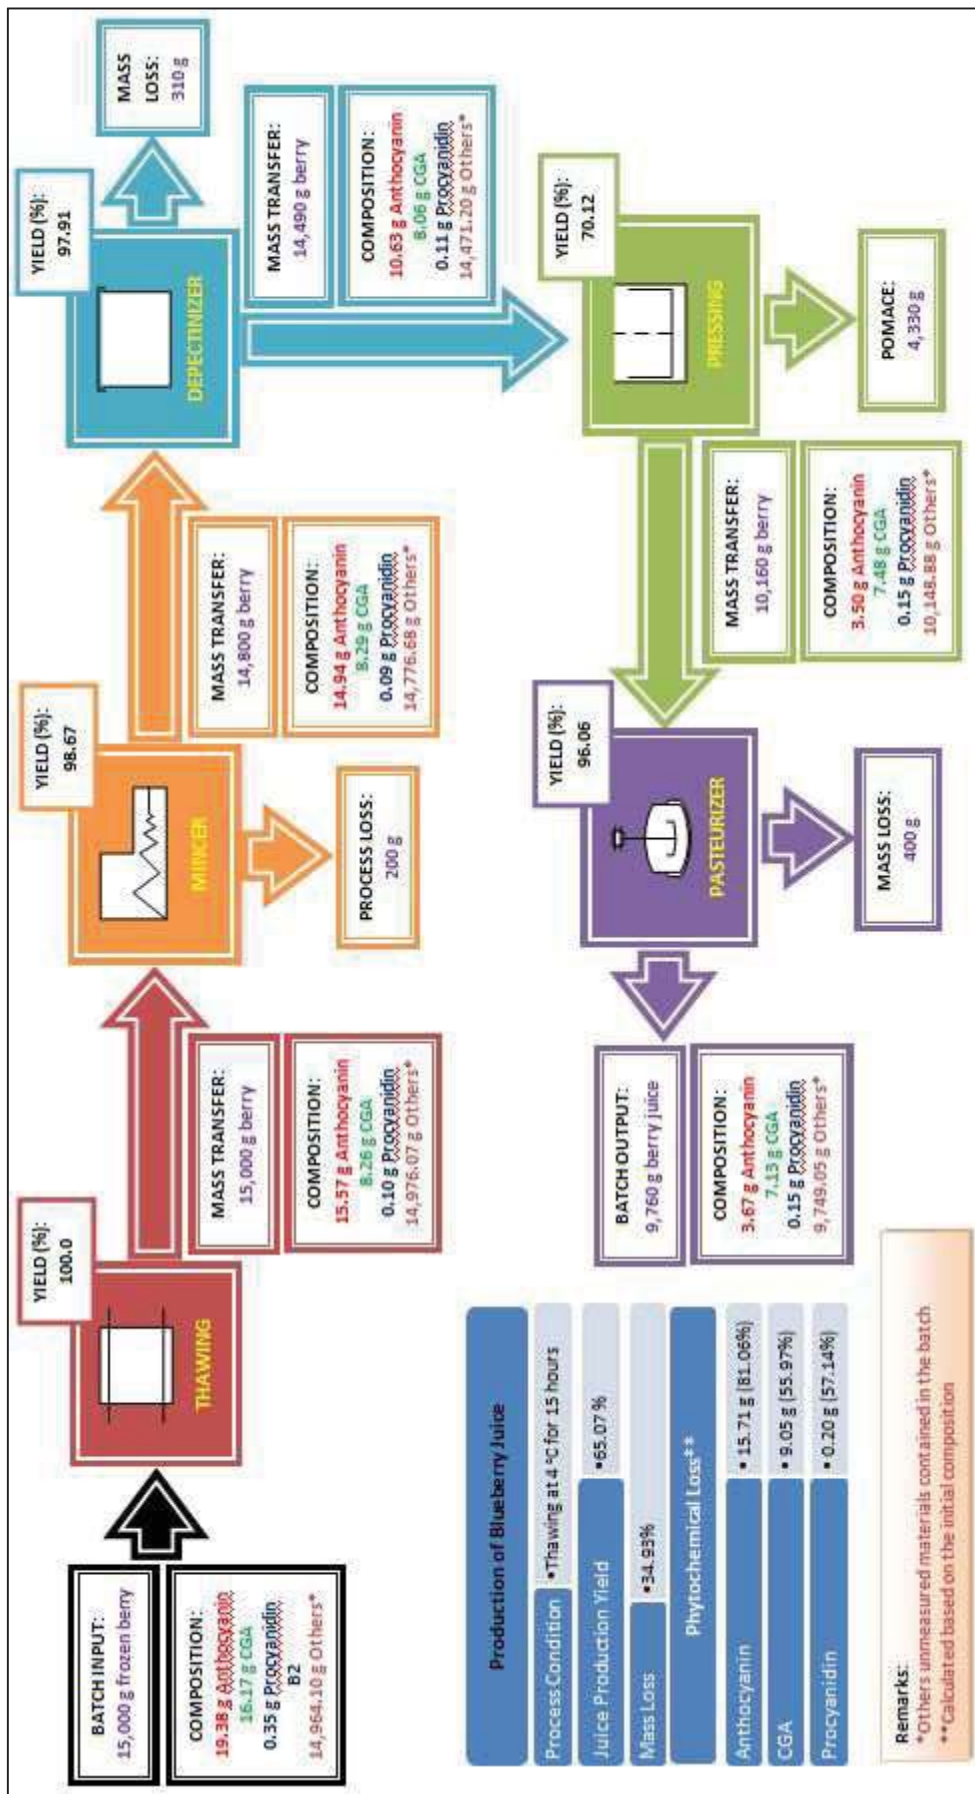 BATCH INPUT:
15,000 g frozen berry
COMPOSITION:
19.38 g Anthocyanin
16.17 g CGA
0.35 g Procyanidin
B2
14,964.10 g Others*
YIELD (%):
100.0
THAWING
MASS TRANSFER:
15,000 g berry
COMPOSITION:
15.57 g Anthocyanin
8.26 g CGA
0.10 g Procyanidin
14,976.07 g Others*
YIELD (%):
98.67
MINCER
PROCESS LOSS:
200 g
MASS TRANSFER:
14,800 g berry
COMPOSITION:
14.94 g Anthocyanin
8.29 g CGA
0.09 g Procyanidin
14,776.68 g Others*
YIELD (%):
97.91
DEPECTINIZER
MASS
LOSS:
310 g
MASS TRANSFER:
14,490 g berry
COMPOSITION:
10.63 g Anthocyanin
8.06 g CGA
0.11 g Procyanidin
14,471.20 g Others*
YIELD (%):
70.12
PRESSING
POMACE:
4,330 g
MASS TRANSFER:
10,160 g berry
COMPOSITION:
3.50 g Anthocyanin
7.48 g CGA
0.15 g Procyanidin
10,148.88 g Others*
YIELD (%):
96.06
PASTEURIZER
MASS LOSS:
400 g
BATCH OUTPUT:
9,760 g berry juice
COMPOSITION:
3.67 g Anthocyanin
7.13 g CGA
0.15 g Procyanidin
9,749.05 g Others*
Production of Blueberry Juice
Process Condition •Thawing at 4 °C for 15 hours
Juice Production Yield •65.07 %
Mass Loss •34.93%
Phytochemical Loss**
Anthocyanin •15.71 g (81.06%)
CGA •9.05 g (55.97%)
Procyanidin •0.20 g (57.14%)
Remarks:
*Others unmeasured materials contained in the batch
**Calculated based on the initial composition